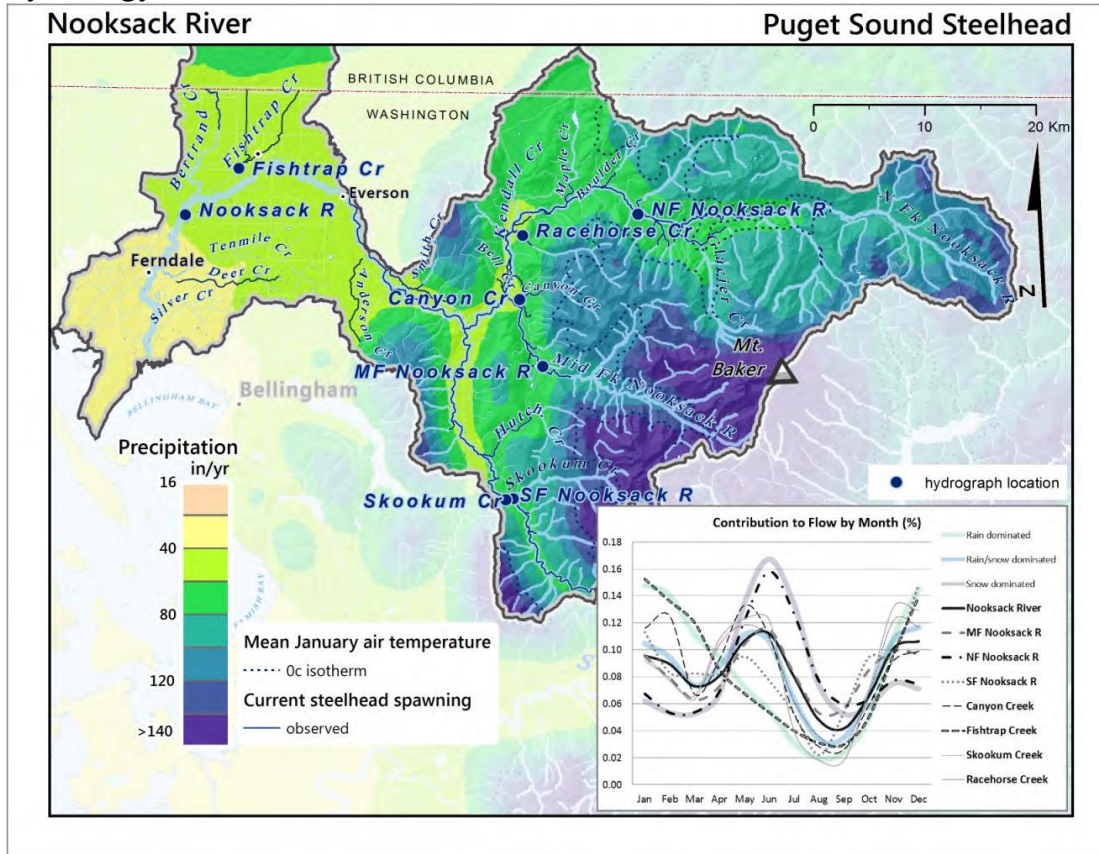 Nooksack River
Puget Sound Steelhead
BRITISH COLUMBIA
WASHINGTON
0 10 20 Km
Bertrand Cr
Fishtrap Cr
Fishtrap Cr
Nooksack R
Everson
Tenmile Cr
Ferndale
Deer Cr
Silver Cr
Anderson Cr
Smith Cr
Bell Cr
Kendall Cr
Maple Cr
Boulder Cr
NF Nooksack R
Racehorse Cr
Glacier Cr
N Fk Nooksack R
N
Canyon Cr
Canyon Cr
MF Nooksack R
Mid Fk Nooksack R
Mt.
Baker
Bellingham
BELLINGHAM BAY
Hutch. Cr
Skookum Cr
Skookum Cr
SF Nooksack R
Precipitation
in/yr
16
40
80
120
>140
Mean January air temperature
0c isotherm
Current steelhead spawning
observed
hydrograph location
Contribution to Flow by Month (%)
0.18
0.16
0.14
0.12
0.10
0.08
0.06
0.04
0.02
0.00
Jan Feb Mar Apr May Jun Jul Aug Sep Oct Nov Dec
Rain dominated
Rain/snow dominated
Snow dominated
Nooksack River
MF Nooksack R
NF Nooksack R
SF Nooksack R
Canyon Creek
Fishtrap Creek
Skookum Creek
Racehorse Creek